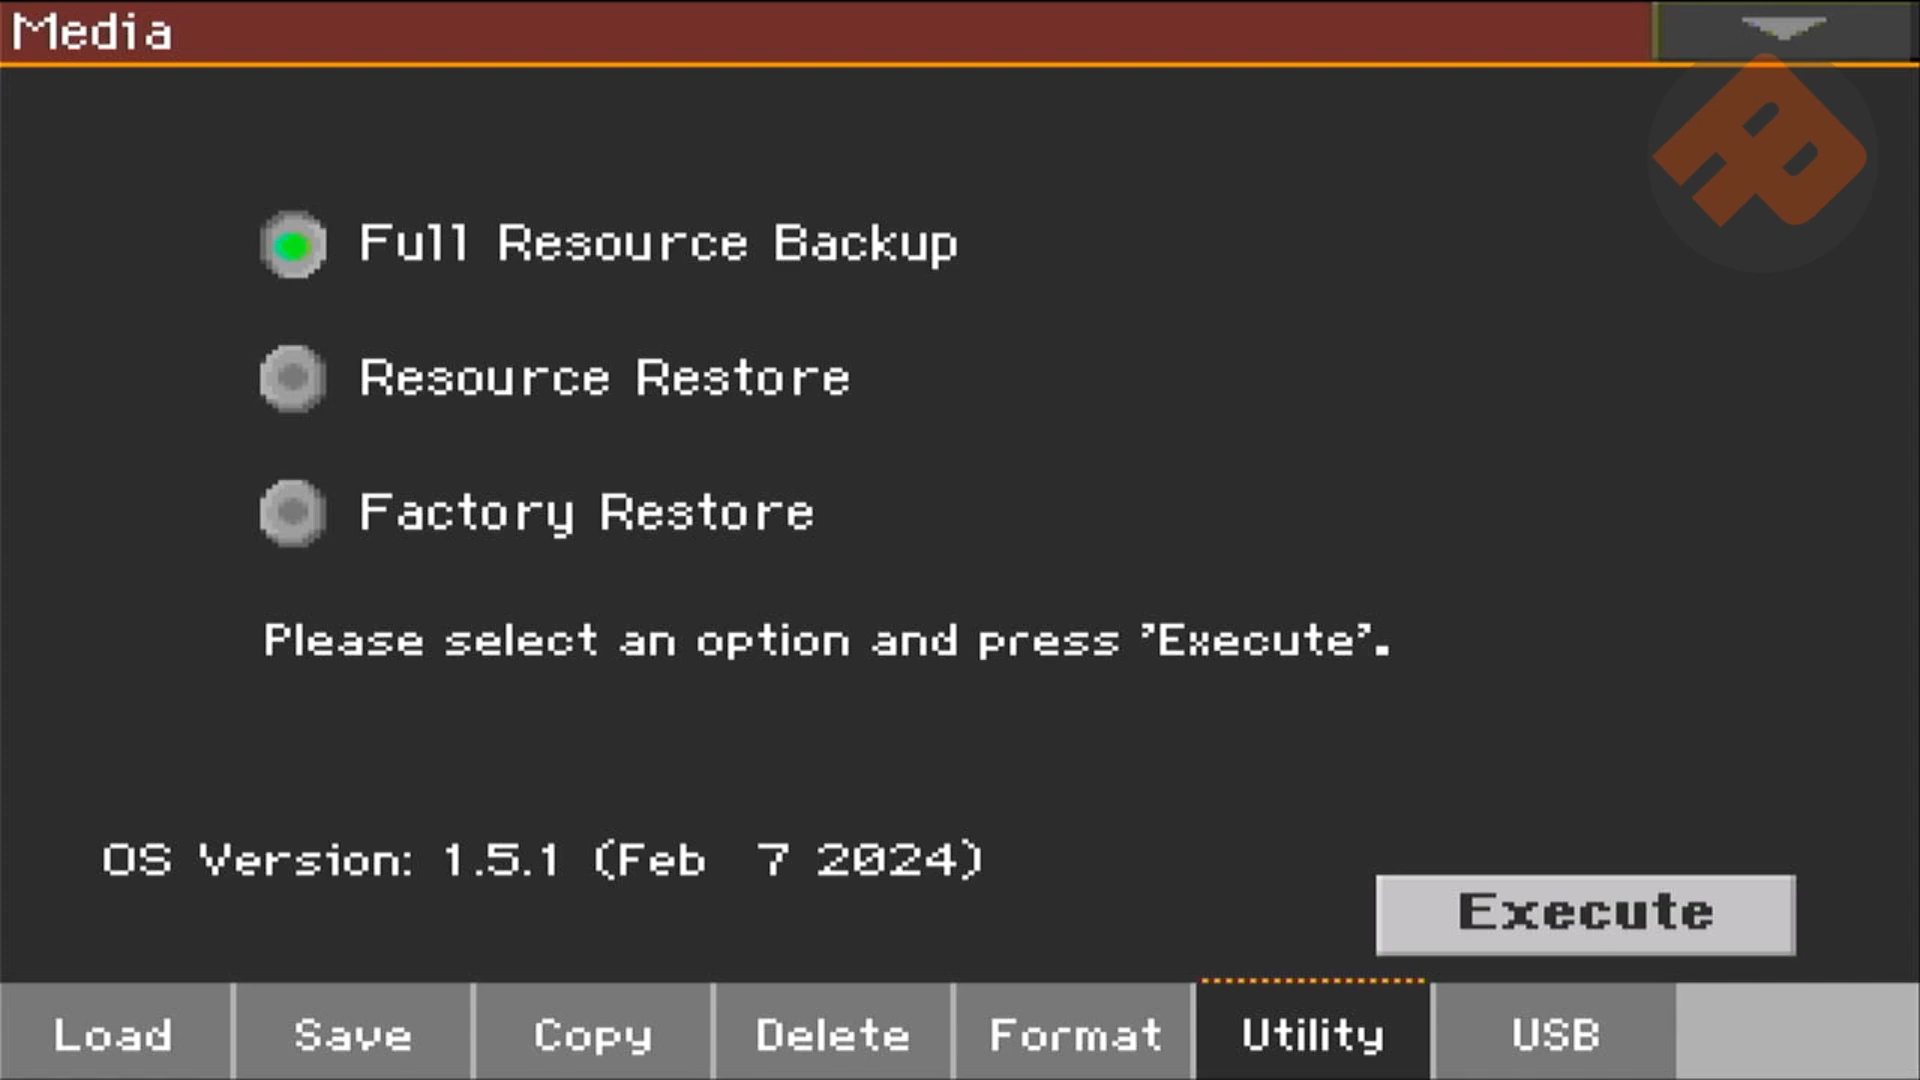 Media
Full Resource Backup
Resource Restore
Factory Restore
Please select an option and press 'Execute'.
OS Version: 1.5.1 (Feb  7 2024)
Execute
Load Save Copy Delete Format Utility USB